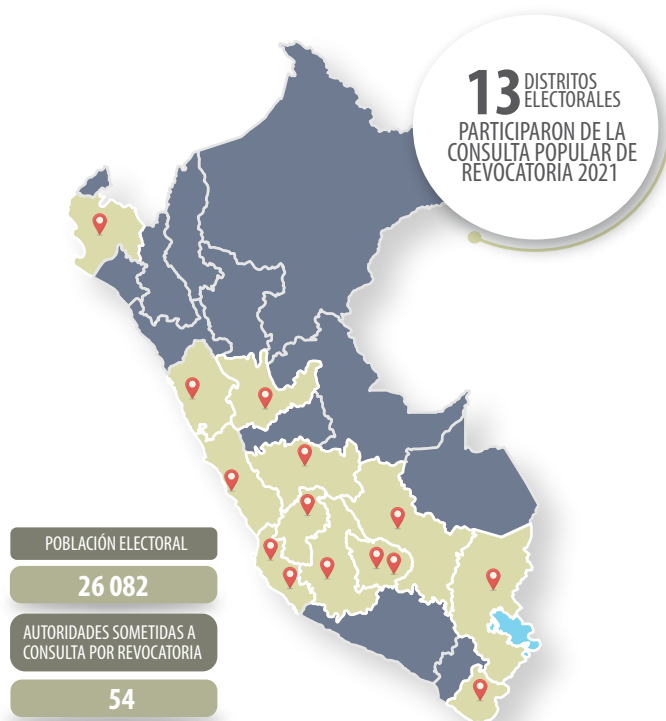 13 DISTRITOS
ELECTORALES
PARTICIPARON DE LA
CONSULTA POPULAR DE
REVOCATORIA 2021
POBLACIÓN ELECTORAL
26 082
AUTORIDADES SOMETIDAS A
CONSULTA POR REVOCATORIA
54